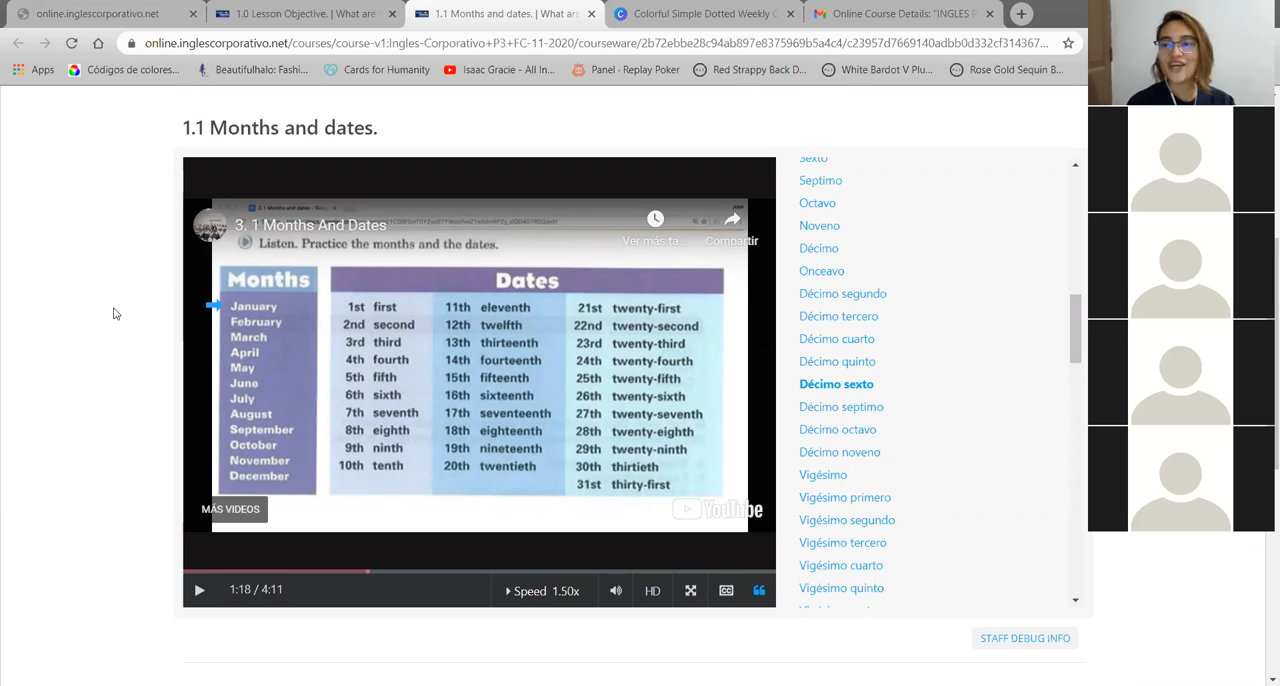 online.inglescorporativo.net
1.0 Lesson Objective. | What are
1.1 Months and dates. | What are
Colorful Simple Dotted Weekly C
Online Course Details: "INGLES P
online.inglescorporativo.net/courses/course-v1:Ingles-Corporativo+P3+FC-11-2020/courseware/2b72ebbe28c94ab897e8375969b5a4c4/c23957d7669140adbb0d332cf314367...
Apps
Códigos de colores...
Beautifulhalo: Fashi...
Cards for Humanity
Isaac Gracie - All In...
Panel · Replay Poker
Red Strappy Back D...
White Bardot V Plu...
Rose Gold Sequin B...
1.1 Months and dates.
3. 1 Months And Dates
Ver más ta...
Compartir
Listen. Practice the months and the dates.
Months
January
February
March
April
May
June
July
August
September
October
November
December
Dates
1st first
2nd second
3rd third
4th fourth
5th fifth
6th sixth
7th seventh
8th eighth
9th ninth
10th tenth
11th eleventh
12th twelfth
13th thirteenth
14th fourteenth
15th fifteenth
16th sixteenth
17th seventeenth
18th eighteenth
19th nineteenth
20th twentieth
21st twenty-first
22nd twenty-second
23rd twenty-third
24th twenty-fourth
25th twenty-fifth
26th twenty-sixth
27th twenty-seventh
28th twenty-eighth
29th twenty-ninth
30th thirtieth
31st thirty-first
MÁS VIDEOS
YouTube
1:18 / 4:11
Speed 1.50x
HD
CC
Sexto
Septimo
Octavo
Noveno
Décimo
Onceavo
Décimo segundo
Décimo tercero
Décimo cuarto
Décimo quinto
Décimo sexto
Décimo septimo
Décimo octavo
Décimo noveno
Vigésimo
Vigésimo primero
Vigésimo segundo
Vigésimo tercero
Vigésimo cuarto
Vigésimo quinto
STAFF DEBUG INFO